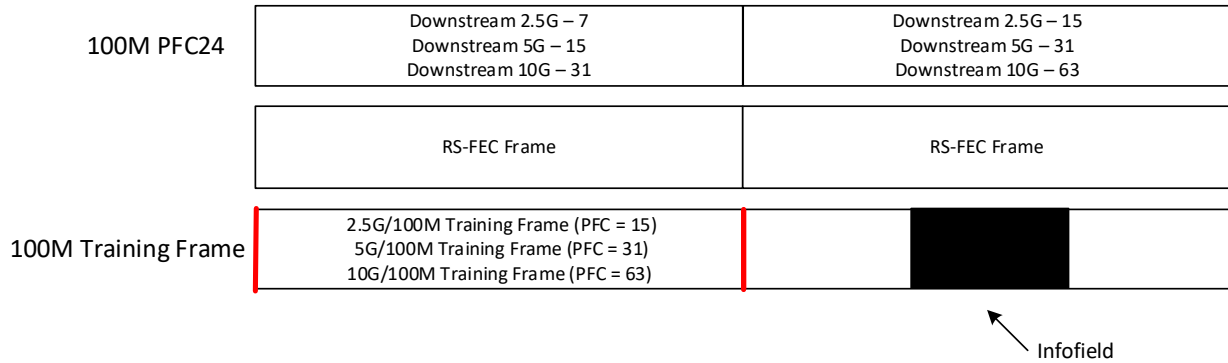 100M PFC24
Downstream 2.5G – 7
Downstream 5G – 15
Downstream 10G – 31
Downstream 2.5G – 15
Downstream 5G – 31
Downstream 10G – 63
RS-FEC Frame
RS-FEC Frame
100M Training Frame
2.5G/100M Training Frame (PFC = 15)
5G/100M Training Frame (PFC = 31)
10G/100M Training Frame (PFC = 63)
Infofield